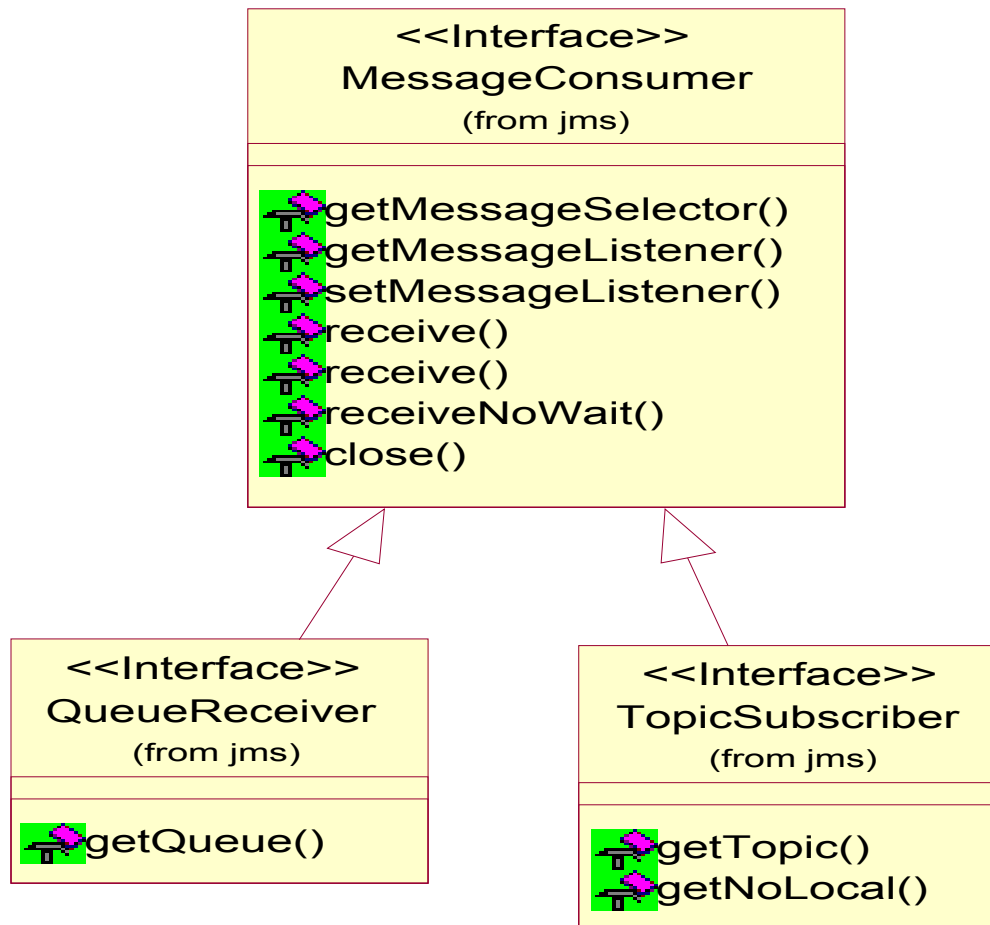 <<Interface>>
MessageConsumer
(from jms)
getMessageSelector()
getMessageListener()
setMessageListener()
receive()
receive()
receiveNoWait()
close()
<<Interface>>
QueueReceiver
(from jms)
getQueue()
<<Interface>>
TopicSubscriber
(from jms)
getTopic()
getNoLocal()